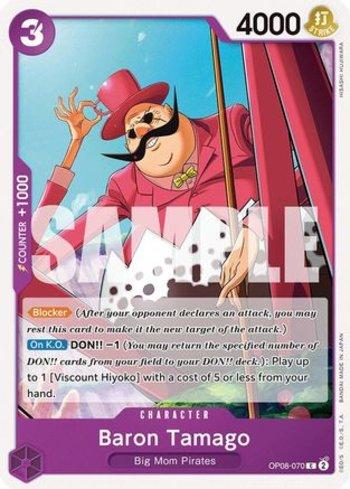 3
4000
打
STRIKE
HISASHI FUJIWARA
COUNTER +1000
SAMPLE
Blocker (After your opponent declares an attack, you may
rest this card to make it the new target of the attack.)
On K.O. DON!! −1 (You may return the specified number of
DON!! cards from your field to your DON!! deck.): Play up
to 1 [Viscount Hiyoko] with a cost of 5 or less from your
hand.
CHARACTER
Baron Tamago
Big Mom Pirates
OP08-070 C 2
©E.O./S., T.A. BANDAI MADE IN JAPAN